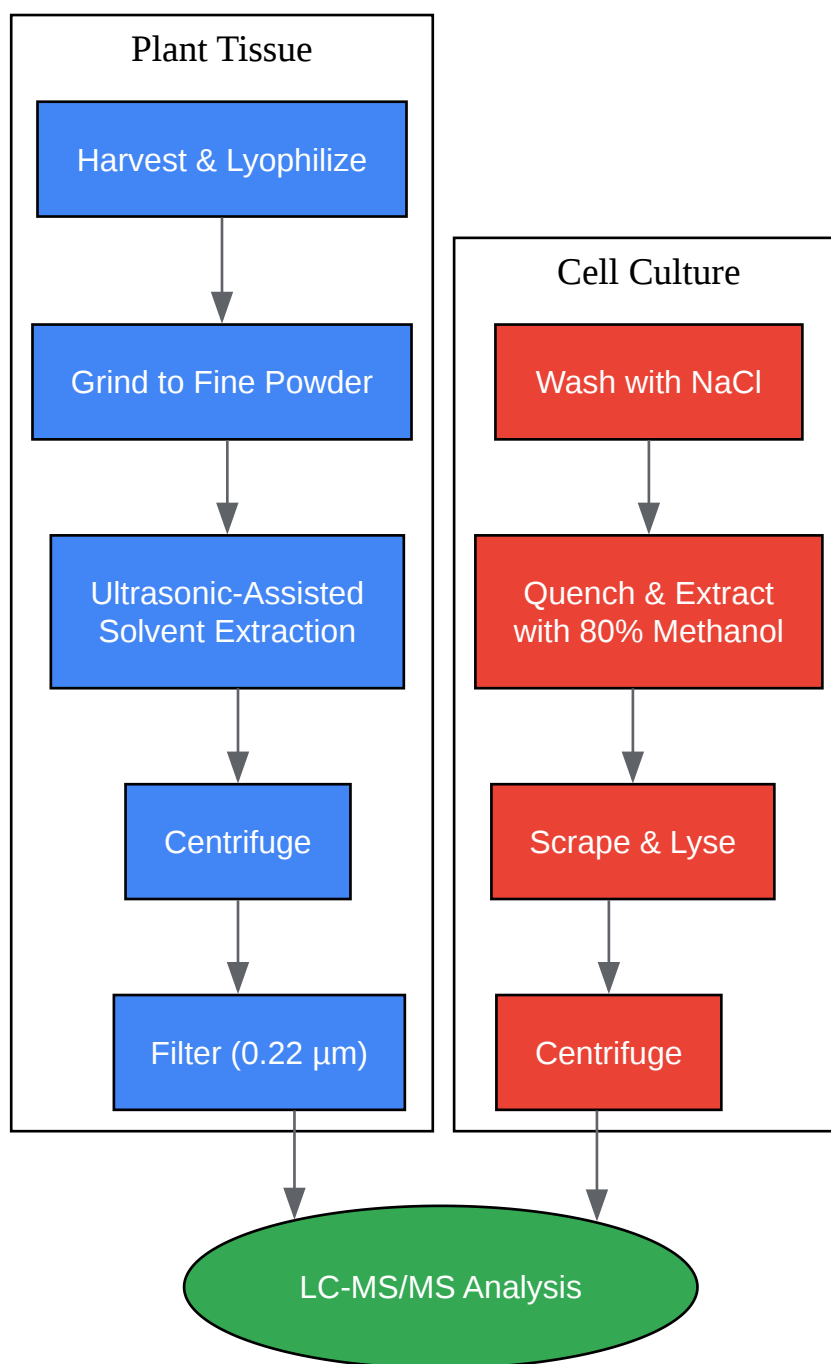 Plant Tissue
Harvest & Lyophilize
Grind to Fine Powder
Ultrasonic-Assisted
Solvent Extraction
Centrifuge
Filter (0.22 µm)
Cell Culture
Wash with NaCl
Quench & Extract
with 80% Methanol
Scrape & Lyse
Centrifuge
LC-MS/MS Analysis